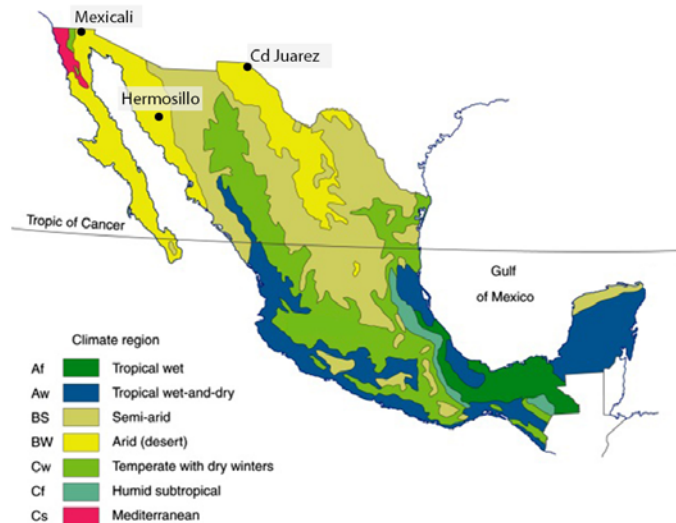 Mexicali
Cd Juarez
Hermosillo
Tropic of Cancer
Gulf
of Mexico
Climate region
Af Tropical wet
Aw Tropical wet-and-dry
BS Semi-arid
BW Arid (desert)
Cw Temperate with dry winters
Cf Humid subtropical
Cs Mediterranean